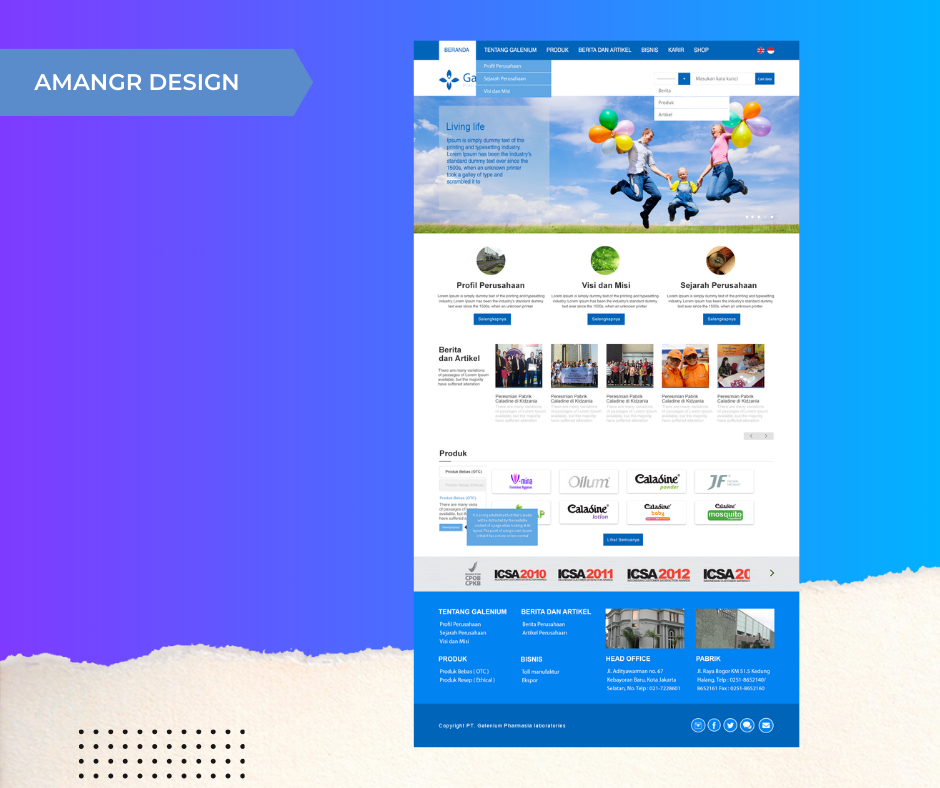 AMANGR DESIGN
BERANDA TENTANG GALENIUM PRODUK BERITA DAN ARTIKEL BISNIS KARIR SHOP
Profil Perusahaan
Sejarah Perusahaan
Visi dan Misi
Ga
Masukan kata kunci
Berita
Produk
Artikel
Living life
Ipsum is simply dummy text of the
printing and typesetting industry.
Lorem Ipsum has been the industry's
standard dummy text ever since the
1500s, when an unknown printer
took a galley of type and
scrambled it to
Profil Perusahaan
Lorem Ipsum is simply dummy text of the printing and typesetting
industry. Lorem Ipsum has been the industry's standard dummy
text ever since the 1500s, when an unknown printer
Selengkapnya
Visi dan Misi
Lorem Ipsum is simply dummy text of the printing and typesetting
industry. Lorem Ipsum has been the industry's standard dummy
text ever since the 1500s, when an unknown printer
Selengkapnya
Sejarah Perusahaan
Lorem Ipsum is simply dummy text of the printing and typesetting
industry. Lorem Ipsum has been the industry's standard dummy
text ever since the 1500s, when an unknown printer
Selengkapnya
Berita
dan Artikel
There are many variations
of passages of Lorem Ipsum
available, but the majority
have suffered alteration
Peresmian Pabrik
Caladine di Kidzania
There are many variations
of passages of Lorem Ipsum
available, but the majority
have suffered alteration
Peresmian Pabrik
Caladine di Kidzania
There are many variations
of passages of Lorem Ipsum
available, but the majority
have suffered alteration
Peresmian Pabrik
Caladine di Kidzania
There are many variations
of passages of Lorem Ipsum
available, but the majority
have suffered alteration
Peresmian Pabrik
Caladine di Kidzania
There are many variations
of passages of Lorem Ipsum
available, but the majority
have suffered alteration
Peresmian Pabrik
Caladine di Kidzania
There are many variations
of passages of Lorem Ipsum
available, but the majority
have suffered alteration
Produk
Produk Bebas (OTC)
Produk Bebas (OTC)
There are many varia
of passages of
available, but
have suffered
V-mina
Oilum
Caladine powder
JF
Caladine lotion
Caladine baby
Caladine mosquito
Lihat Semuanya
CPOB
CPKB
ICSA2010
ICSA2011
ICSA2012
ICSA20
TENTANG GALENIUM
Profil Perusahaan
Sejarah Perusahaan
Visi dan Misi
BERITA DAN ARTIKEL
Berita Perusahaan
Artikel Perusahaan
PRODUK
Produk Bebas ( OTC )
Produk Resep ( Ethical )
BISNIS
Toll manufaktur
Ekspor
HEAD OFFICE
Jl. Adityawarman no. 67
Kebayoran Baru, Kota Jakarta
Selatan, No. Telp : 021-7228601
PABRIK
Jl. Raya Bogor KM 51.5 Kedung
Halang, Telp : 0251-8652140/
8652161 Fax : 0251-8652160
Copyright PT. Galenium Pharmasia laboratories